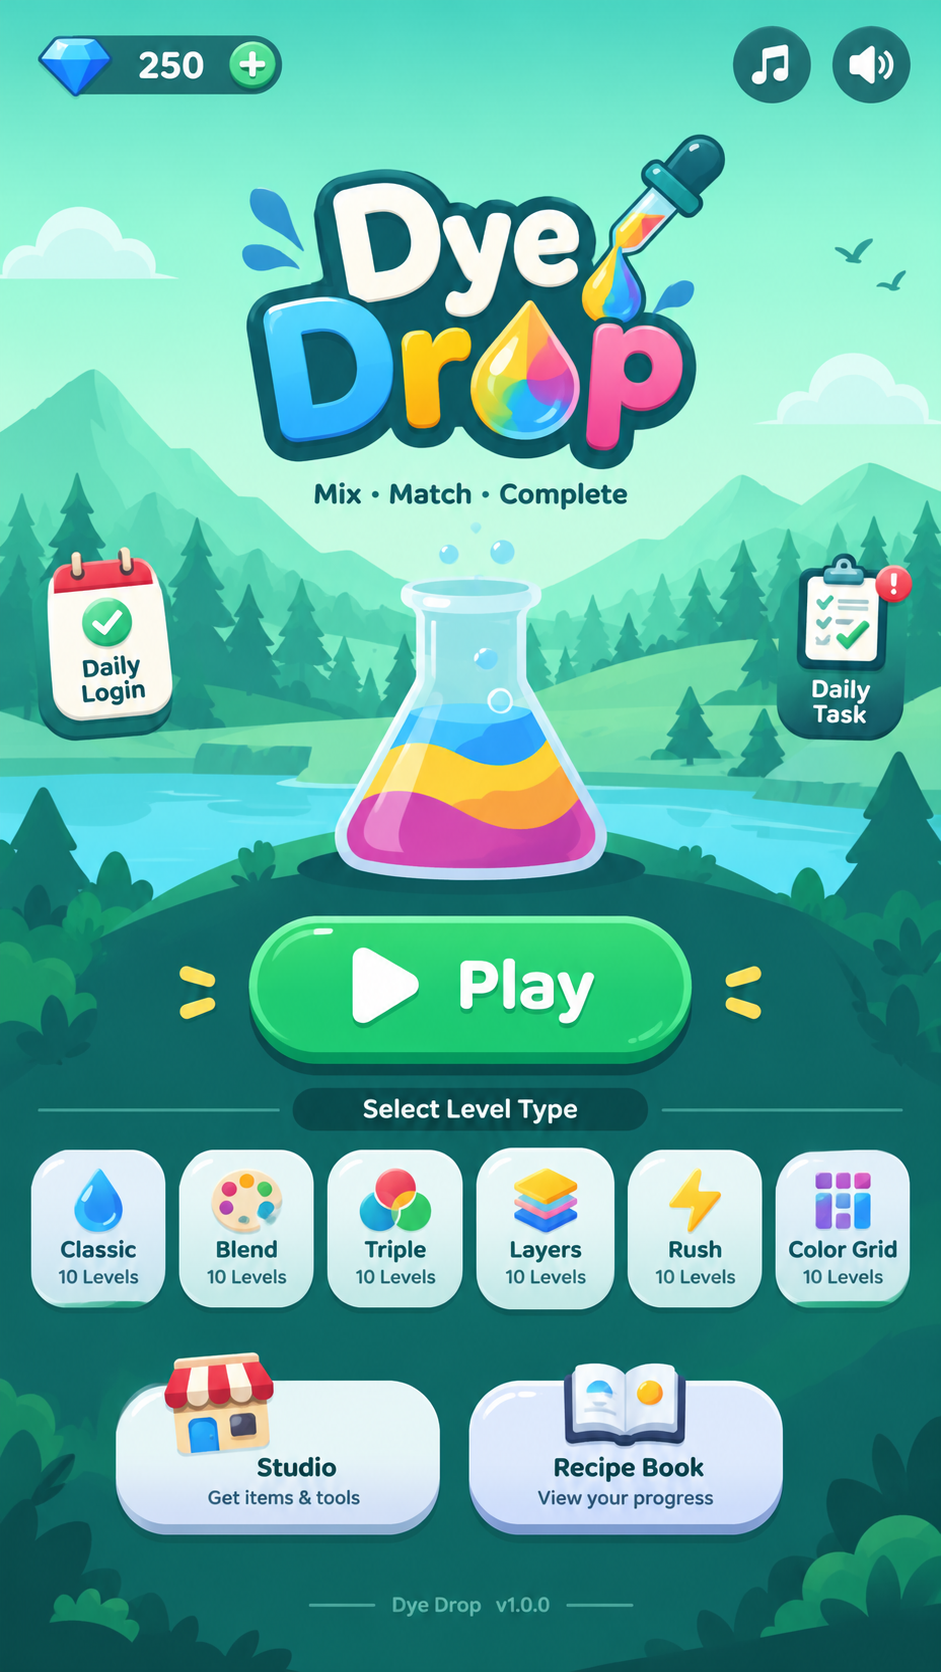 250
Dye
Drop
Mix • Match • Complete
Daily
Login
Daily
Task
Play
Select Level Type
Classic
10 Levels
Blend
10 Levels
Triple
10 Levels
Layers
10 Levels
Rush
10 Levels
Color Grid
10 Levels
Studio
Get items & tools
Recipe Book
View your progress
Dye Drop v1.0.0